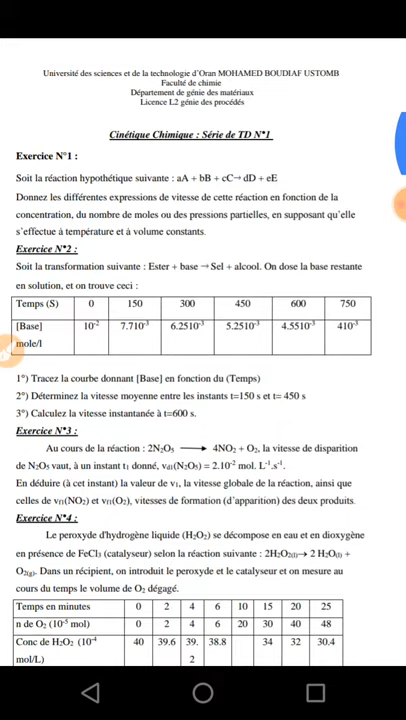 Université des sciences et de la technologie d'Oran MOHAMED BOUDIAF USTOMB
Faculté de chimie
Département de génie des matériaux
Licence L2 génie des procédés
Cinétique Chimique : Série de TD N°1
Exercice N°1 :
Soit la réaction hypothétique suivante : aA + bB + cC→ dD + eE
Donnez les différentes expressions de vitesse de cette réaction en fonction de la
concentration, du nombre de moles ou des pressions partielles, en supposant qu'elle
s'effectue à température et à volume constants.
Exercice N°2 :
Soit la transformation suivante : Ester + base → Sel + alcool. On dose la base restante
en solution, et on trouve ceci :
Temps (S) 0 150 300 450 600 750
[Base] 10⁻² 7.710⁻³ 6.2510⁻³ 5.2510⁻³ 4.5510⁻³ 410⁻³
mole/l
1°) Tracez la courbe donnant [Base] en fonction du (Temps)
2°) Déterminez la vitesse moyenne entre les instants t=150 s et t= 450 s
3°) Calculez la vitesse instantanée à t=600 s.
Exercice N°3 :
Au cours de la réaction : 2N₂O₅ → 4NO₂ + O₂, la vitesse de disparition
de N₂O₅ vaut, à un instant t₁ donné, vd1(N₂O₅) = 2.10⁻² mol. L⁻¹.s⁻¹.
En déduire (à cet instant) la valeur de v₁, la vitesse globale de la réaction, ainsi que
celles de vf1(NO₂) et vf1(O₂), vitesses de formation (d'apparition) des deux produits.
Exercice N°4 :
Le peroxyde d'hydrogène liquide (H₂O₂) se décompose en eau et en dioxygène
en présence de FeCl₃ (catalyseur) selon la réaction suivante : 2H₂O₂(l)→ 2 H₂O(l) +
O₂(g). Dans un récipient, on introduit le peroxyde et le catalyseur et on mesure au
cours du temps le volume de O₂ dégagé.
Temps en minutes 0 2 4 6 10 15 20 25
n de O₂ (10⁻⁵ mol) 0 2 4 6 20 30 40 48
Conc de H₂O₂ (10⁻⁴ 40 39.6 39. 38.8 34 32 30.4
mol/L) 2